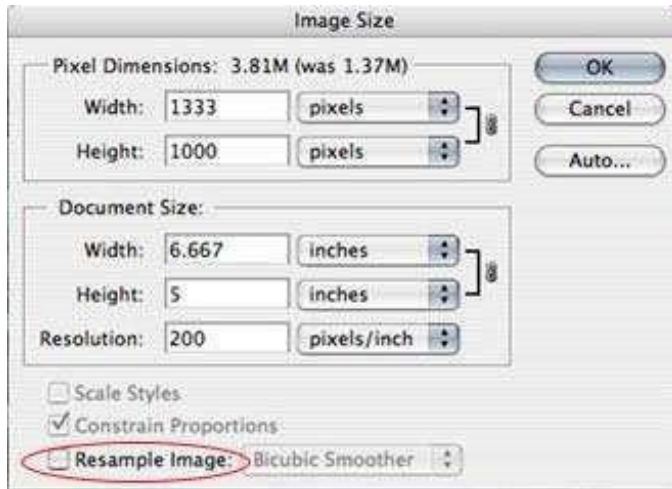 Image Size
Pixel Dimensions: 3.81M (was 1.37M)
OK
Width: 1333 pixels
Cancel
Height: 1000 pixels
Auto...
Document Size:
Width: 6.667 inches
Height: 5 inches
Resolution: 200 pixels/inch
Scale Styles
Constrain Proportions
Resample Image: Bicubic Smoother